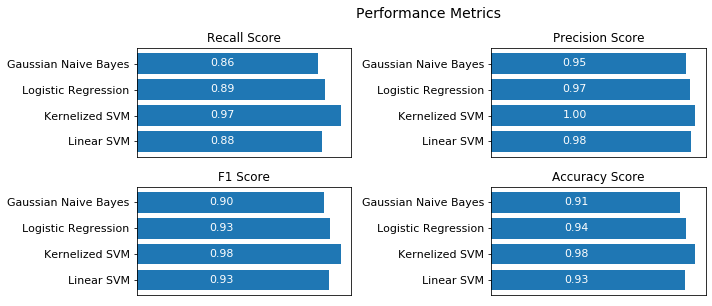 Performance Metrics
Recall Score
Gaussian Naive Bayes 0.86
Logistic Regression 0.89
Kernelized SVM 0.97
Linear SVM 0.88
Precision Score
Gaussian Naive Bayes 0.95
Logistic Regression 0.97
Kernelized SVM 1.00
Linear SVM 0.98
F1 Score
Gaussian Naive Bayes 0.90
Logistic Regression 0.93
Kernelized SVM 0.98
Linear SVM 0.93
Accuracy Score
Gaussian Naive Bayes 0.91
Logistic Regression 0.94
Kernelized SVM 0.98
Linear SVM 0.93